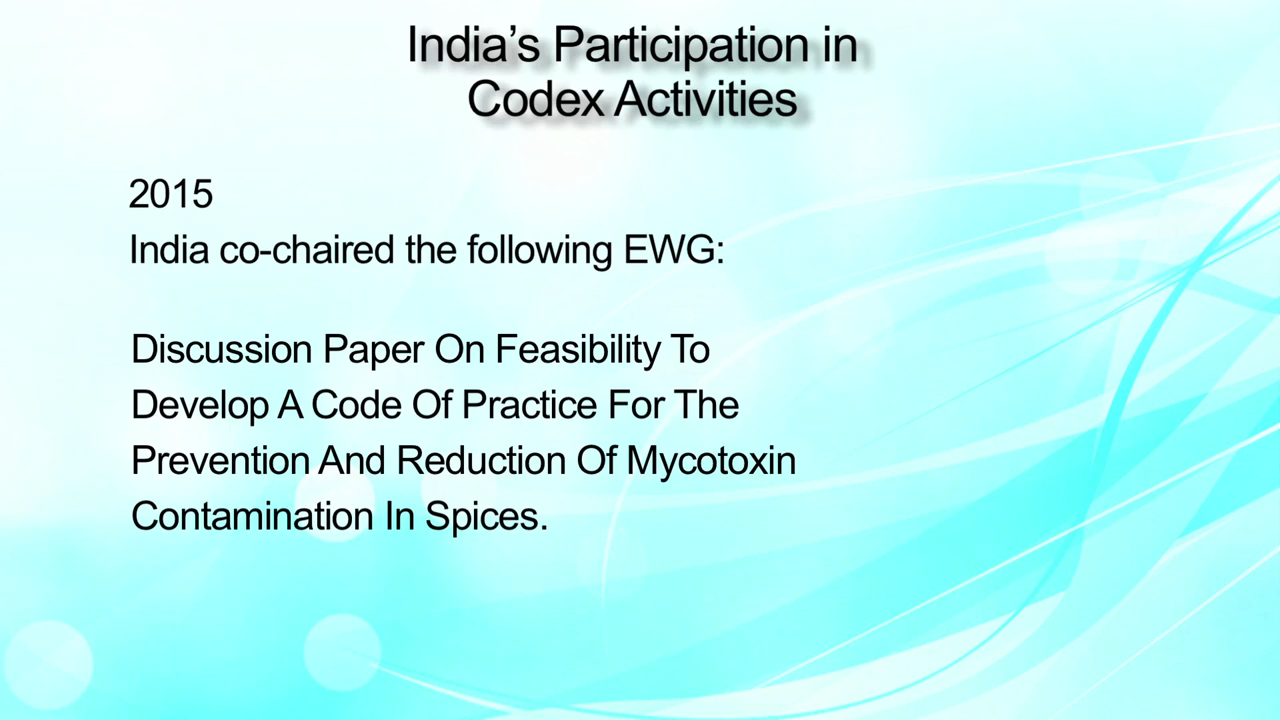 India’s Participation in
Codex Activities
2015
India co-chaired the following EWG:
Discussion Paper On Feasibility To
Develop A Code Of Practice For The
Prevention And Reduction Of Mycotoxin
Contamination In Spices.